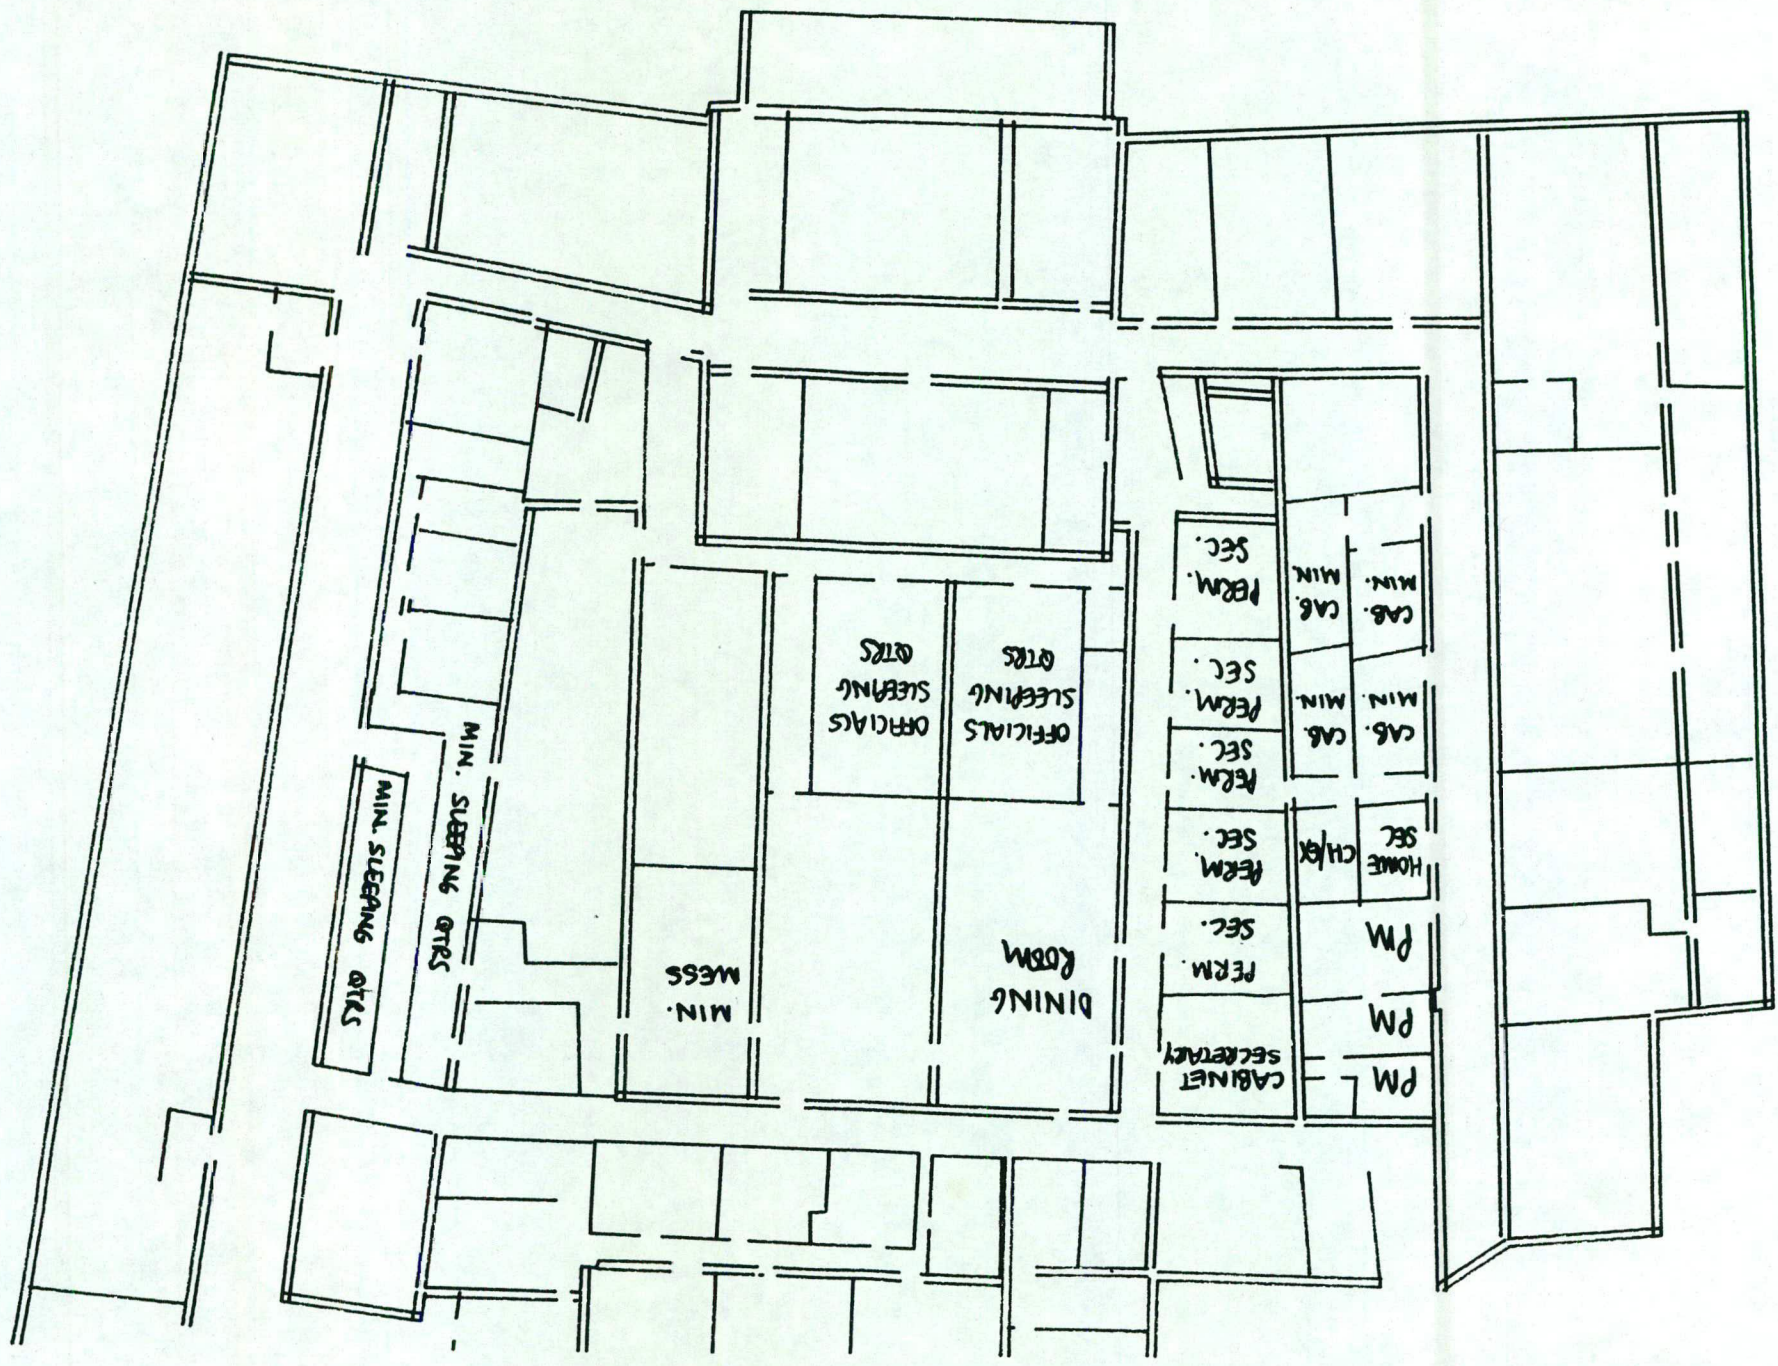 PM
PM
PM
HOME
SEC
CH/EX
CAB.
MIN.
CAB.
MIN.
CAB.
MIN.
CAB.
MIN.
CABINET
SECRETARY
PERM.
SEC.
PERM.
SEC.
PERM.
SEC.
PERM.
SEC.
PERM.
SEC.
DINING
ROOM
OFFICIALS
SLEEPING
QTRS
OFFICIALS
SLEEPING
QTRS
MIN.
MESS
MIN. SLEEPING QTRS
MIN. SLEEPING QTRS